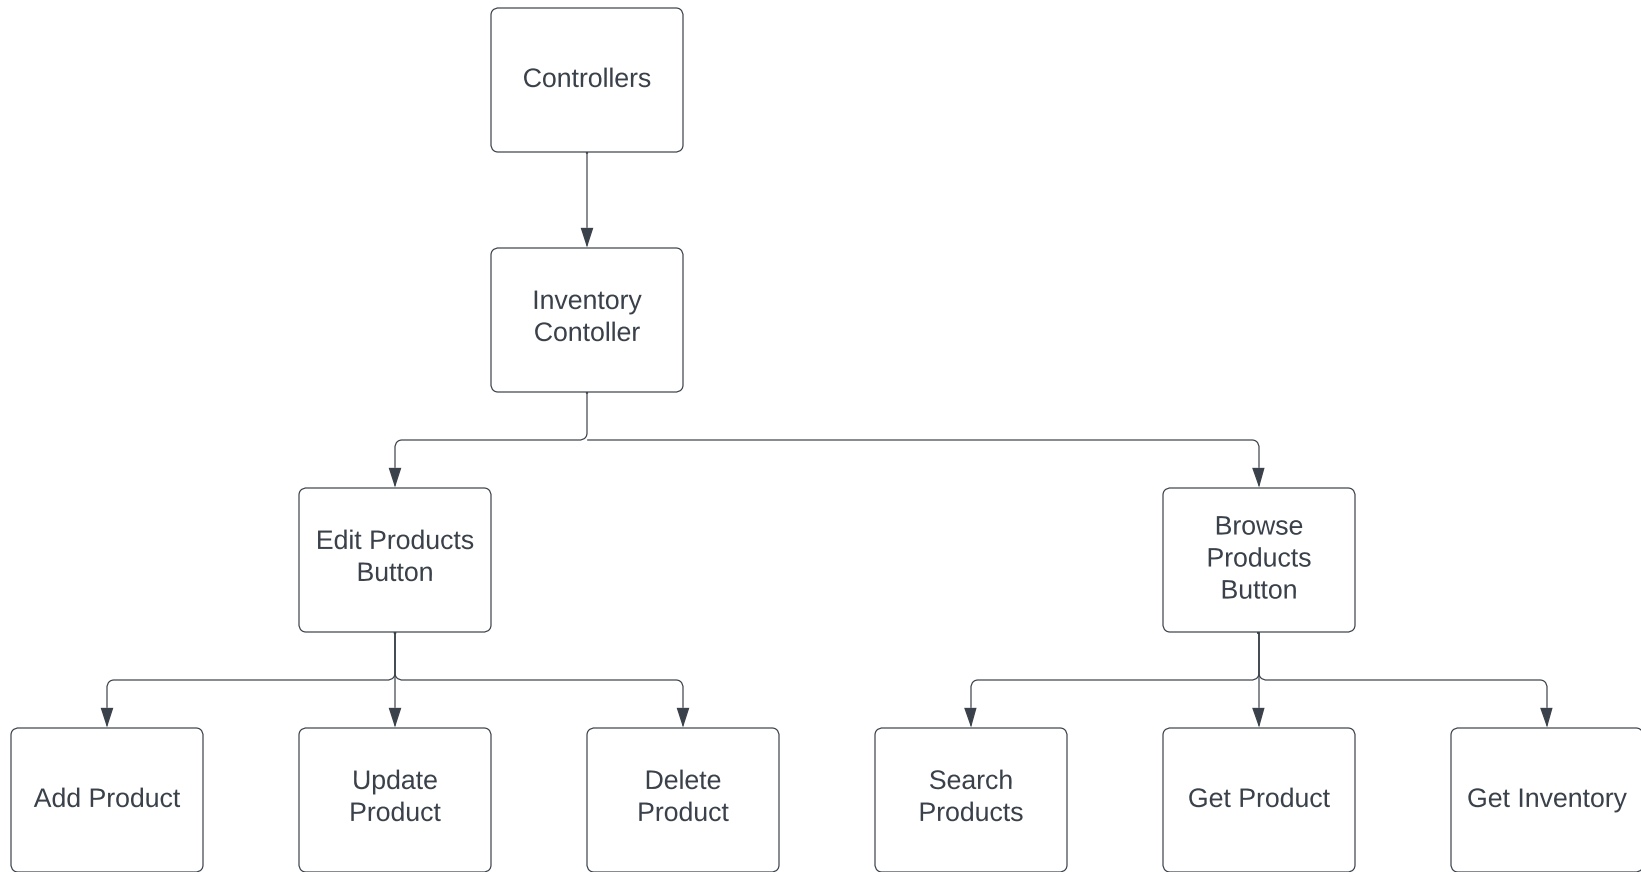 Controllers
Inventory
Contoller
Edit Products
Button
Browse
Products
Button
Add Product
Update
Product
Delete
Product
Search
Products
Get Product
Get Inventory